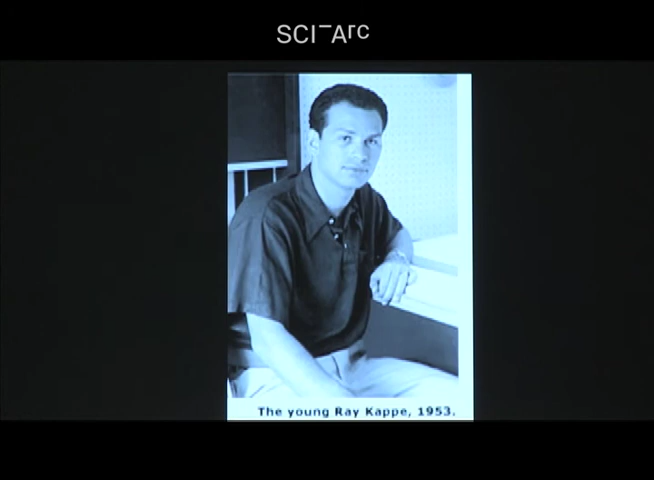 SCI-Arc
The young Ray Kappe, 1953.